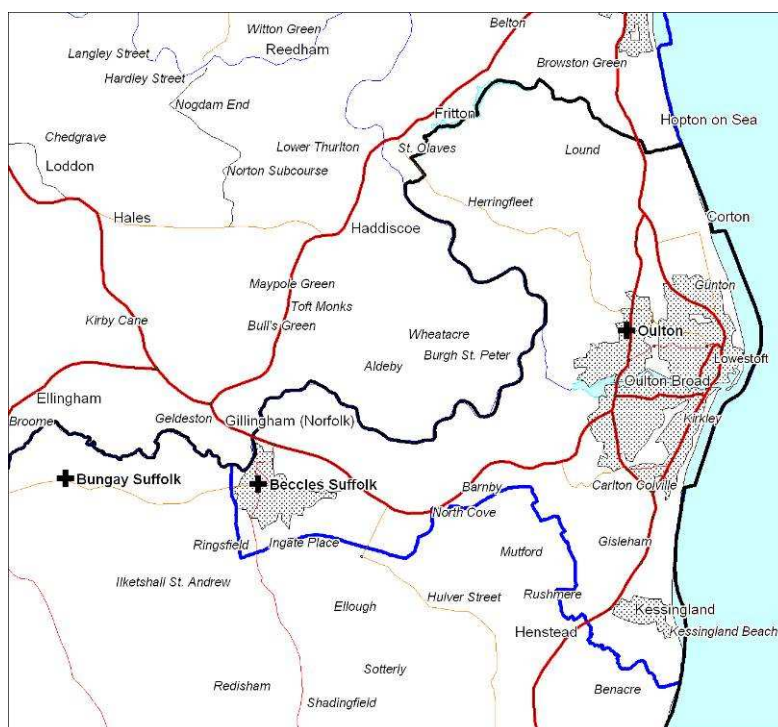 Belton
Witton Green
Langley Street
Reedham
Browston Green
Hardley Street
Nogdam End
Fritton
Hopton on Sea
Chedgrave
Lower Thurlton
St. Olaves
Lound
Loddon
Norton Subcourse
Herringfleet
Hales
Haddiscoe
Corton
Maypole Green
Gunton
Toft Monks
Kirby Cane
Bull's Green
Wheatacre
Oulton
Burgh St. Peter
Lowestoft
Aldeby
Oulton Broad
Ellingham
Geldeston
Gillingham (Norfolk)
Kirkley
Broome
Bungay Suffolk
Beccles Suffolk
Barnby
Carlton Colville
North Cove
Ringsfield
Ingate Place
Gisleham
Mutford
Ilketshall St. Andrew
Hulver Street
Rushmere
Ellough
Kessingland
Henstead
Kessingland Beach
Sotterly
Redisham
Benacre
Shadingfield